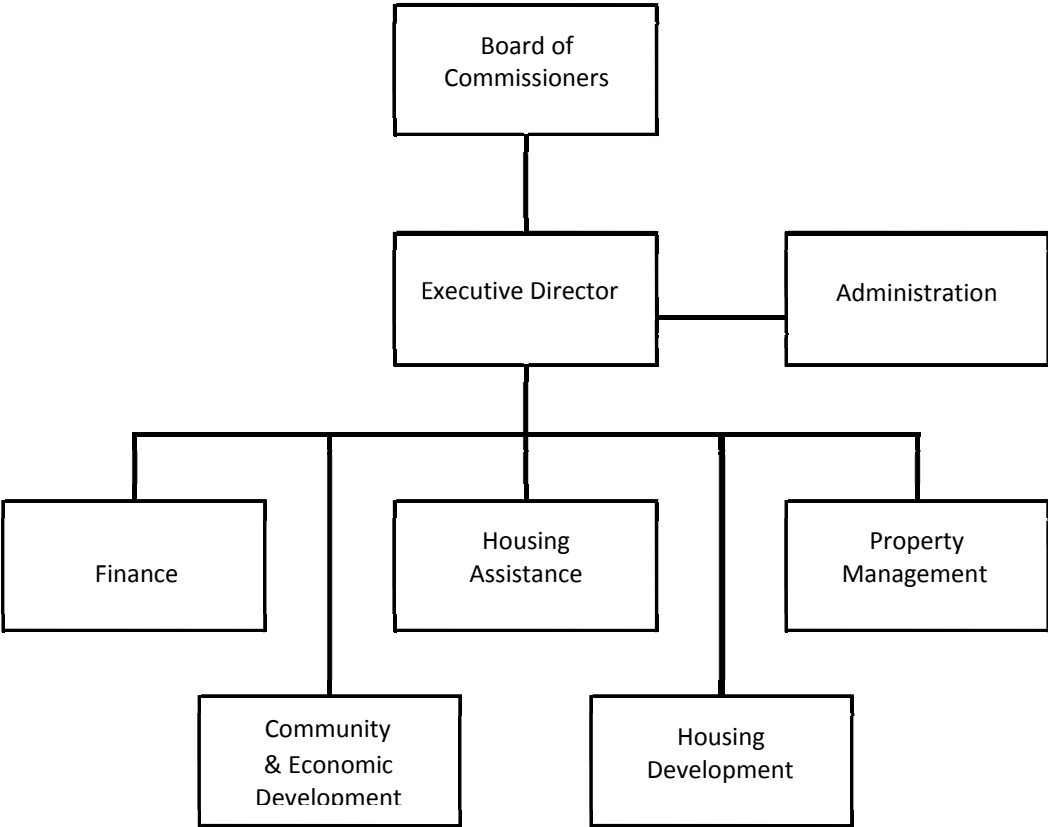 Board of
Commissioners
Executive Director
Administration
Finance
Housing
Assistance
Property
Management
Community
& Economic
Development
Housing
Development